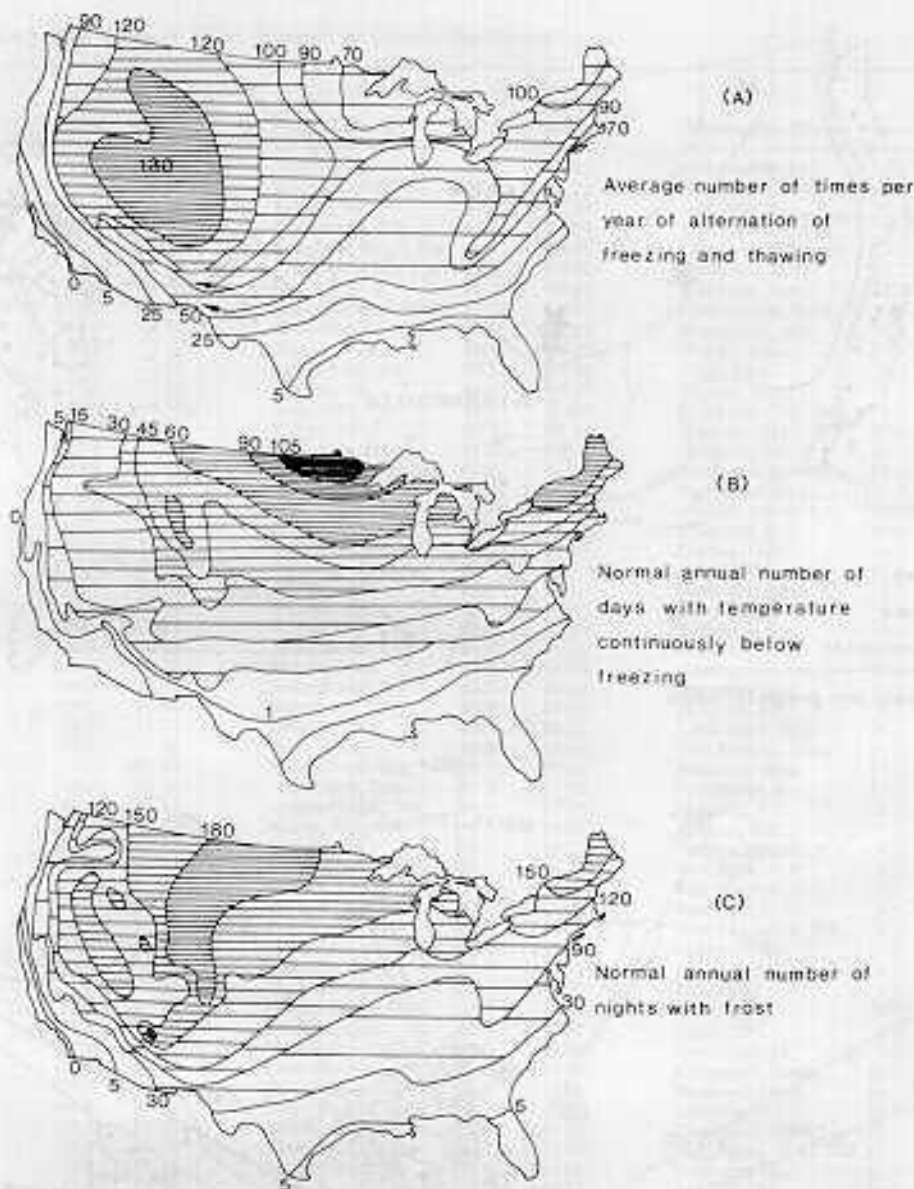 90 120 120 100 90 70
100
(A)
90
70
130
Average number of times per
year of alternation of
freezing and thawing
0 5
25 50
25
5
5 15 30 45 60 90 105
(B)
0
Normal annual number of
days with temperature
continuously below
freezing
1
120 150 180
150
120
(C)
90
Normal annual number of
nights with frost
30
0 5
30
5
5